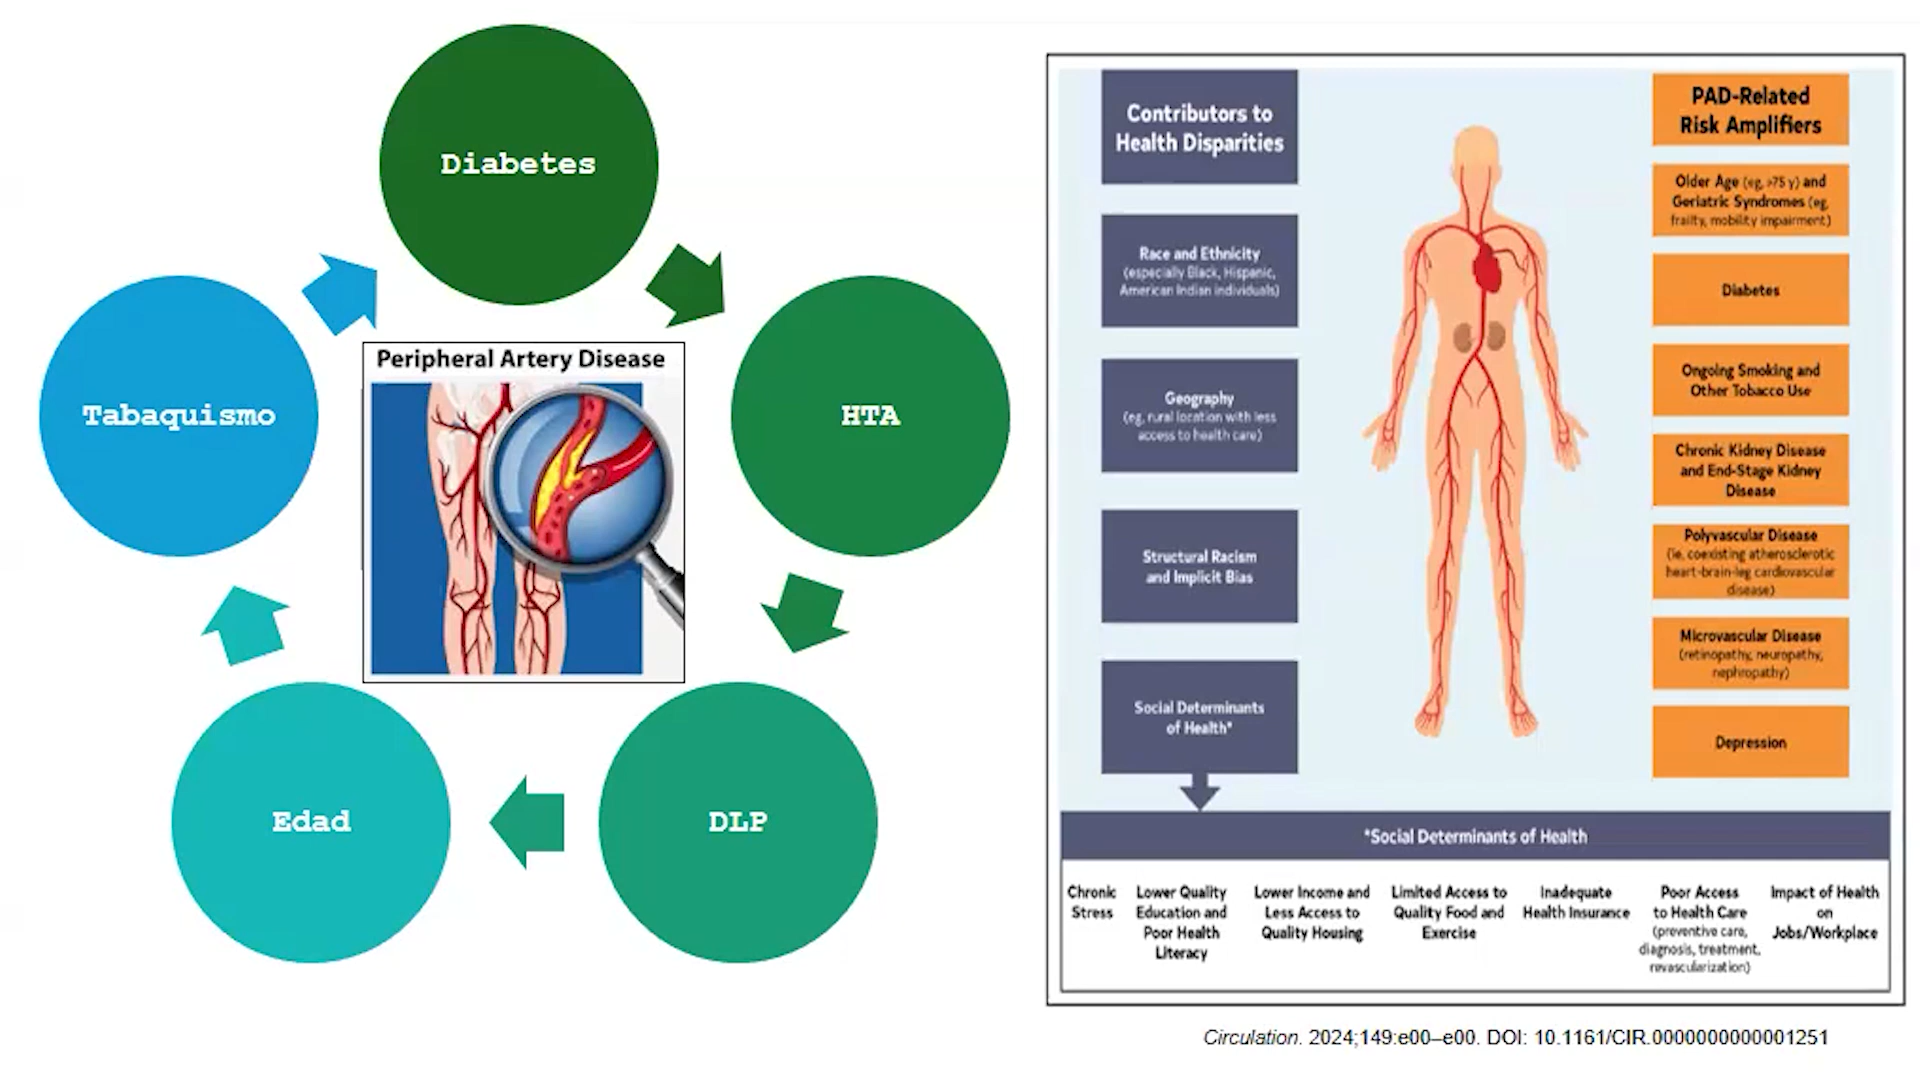 Diabetes
Tabaquismo
HTA
Edad
DLP
Peripheral Artery Disease
Contributors to
Health Disparities
Race and Ethnicity
(especially Black, Hispanic,
American Indian individuals)
Geography
(eg, rural location with less
access to health care)
Structural Racism
and Implicit Bias
Social Determinants
of Health*
PAD-Related
Risk Amplifiers
Older Age (eg, >75 y) and
Geriatric Syndromes (eg,
frailty, mobility impairment)
Diabetes
Ongoing Smoking and
Other Tobacco Use
Chronic Kidney Disease
and End-Stage Kidney
Disease
Polyvascular Disease
(ie, coexisting atherosclerotic
heart-brain-leg cardiovascular
disease)
Microvascular Disease
(retinopathy, neuropathy,
nephropathy)
Depression
*Social Determinants of Health
Chronic
Stress
Lower Quality
Education and
Poor Health
Literacy
Lower Income and
Less Access to
Quality Housing
Limited Access to
Quality Food and
Exercise
Inadequate
Health Insurance
Poor Access
to Health Care
(preventive care,
diagnosis, treatment,
revascularization)
Impact of Health
on
Jobs/Workplace
Circulation. 2024;149:e00–e00. DOI: 10.1161/CIR.0000000000001251